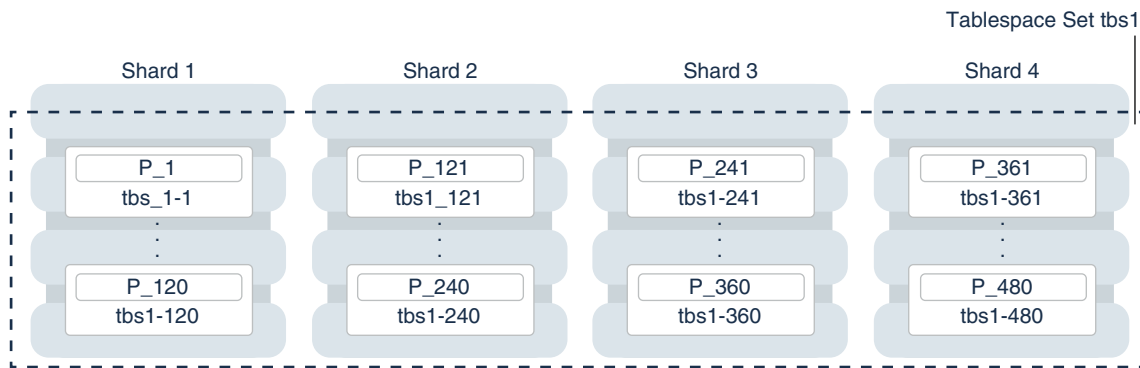 Tablespace Set tbs1
Shard 1
Shard 2
Shard 3
Shard 4
P_1
tbs_1-1
P_121
tbs1_121
P_241
tbs1-241
P_361
tbs1-361
P_120
tbs1-120
P_240
tbs1-240
P_360
tbs1-360
P_480
tbs1-480